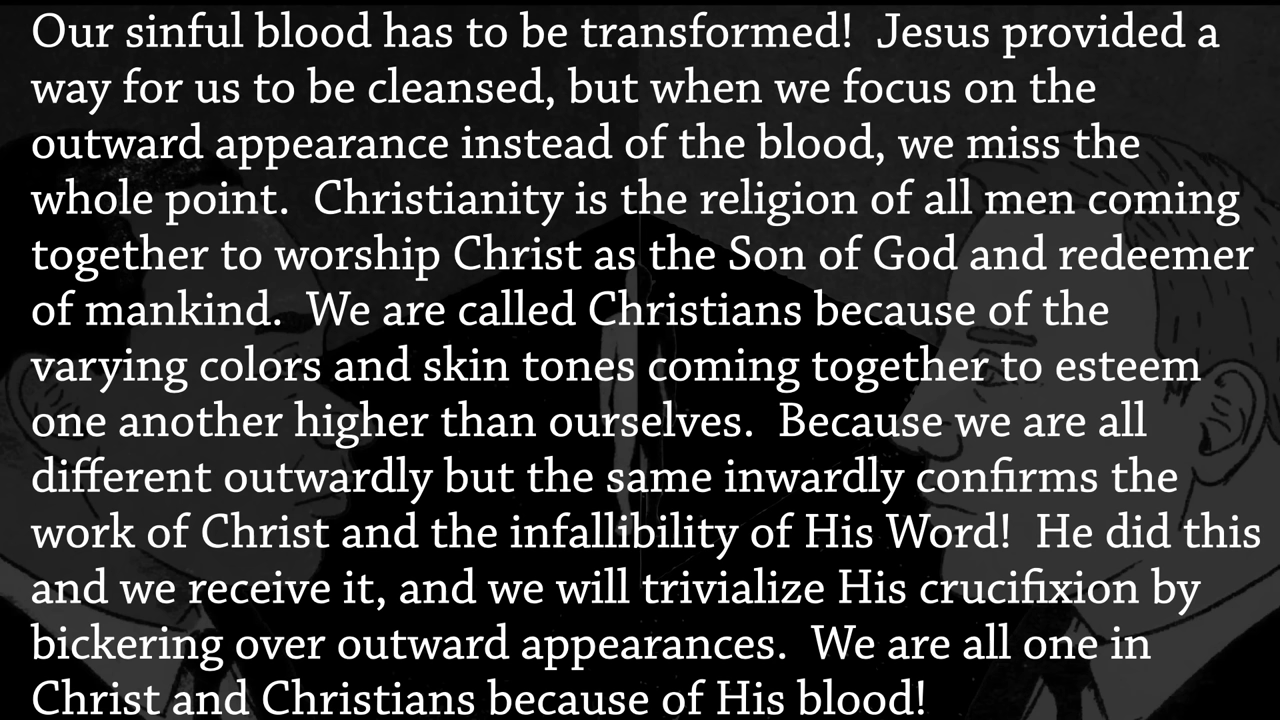 Our sinful blood has to be transformed!  Jesus provided a
way for us to be cleansed, but when we focus on the
outward appearance instead of the blood, we miss the
whole point.  Christianity is the religion of all men coming
together to worship Christ as the Son of God and redeemer
of mankind.  We are called Christians because of the
varying colors and skin tones coming together to esteem
one another higher than ourselves.  Because we are all
different outwardly but the same inwardly confirms the
work of Christ and the infallibility of His Word!  He did this
and we receive it, and we will trivialize His crucifixion by
bickering over outward appearances.  We are all one in
Christ and Christians because of His blood!